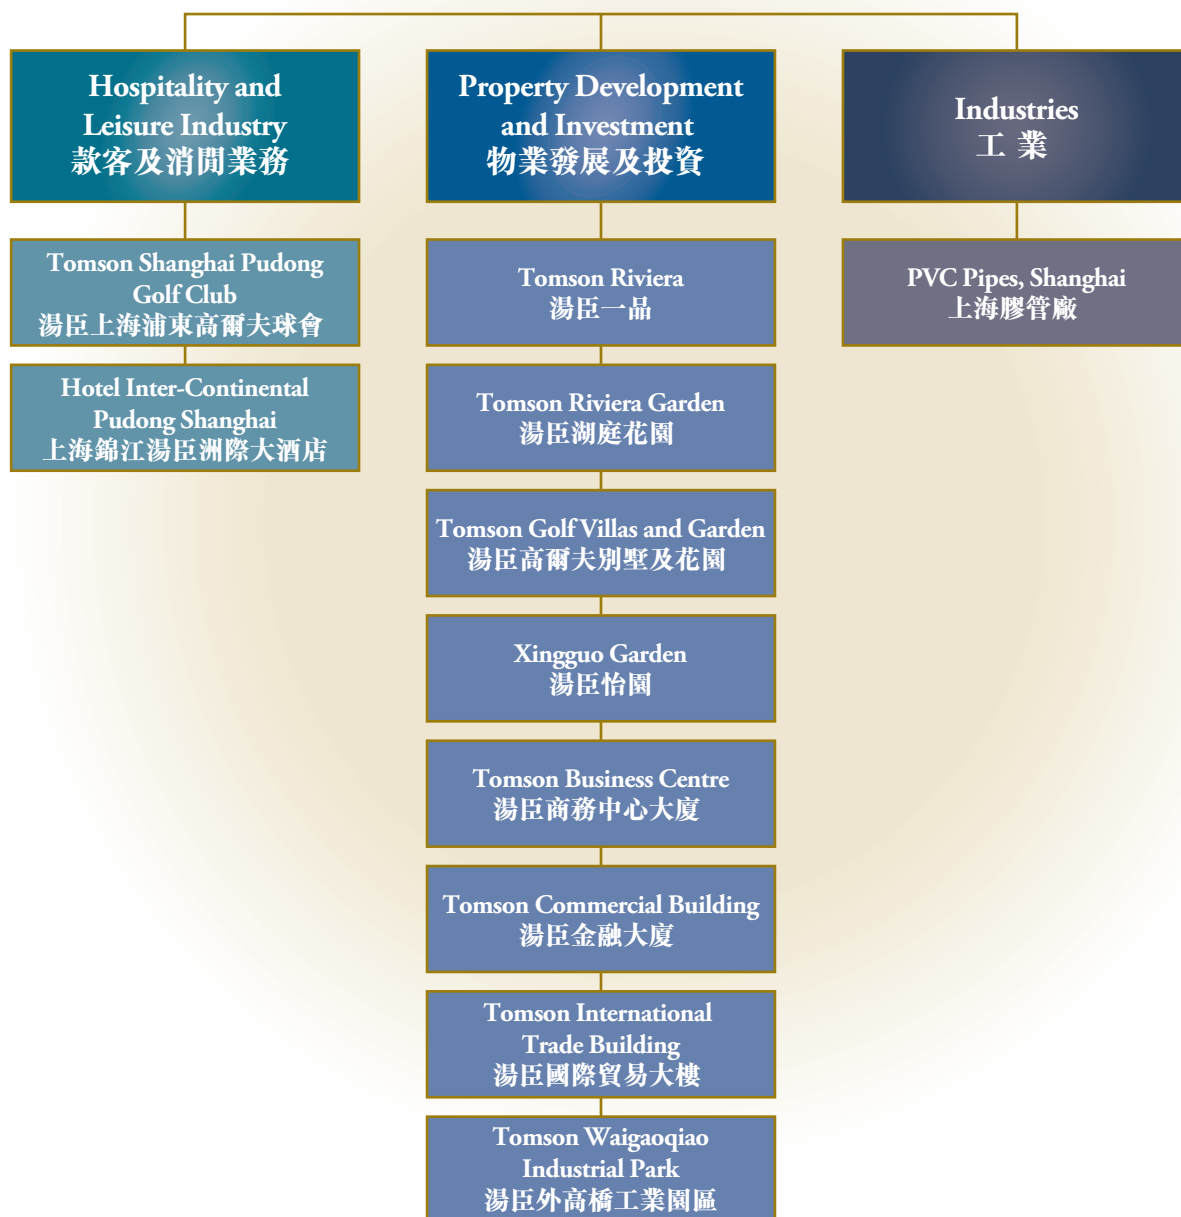 Hospitality and
Leisure Industry
款客及消閒業務
Property Development
and Investment
物業發展及投資
Industries
工業
Tomson Shanghai Pudong
Golf Club
湯臣上海浦東高爾夫球會
Hotel Inter-Continental
Pudong Shanghai
上海錦江湯臣洲際大酒店
Tomson Riviera
湯臣一品
Tomson Riviera Garden
湯臣湖庭花園
Tomson Golf Villas and Garden
湯臣高爾夫別墅及花園
Xingguo Garden
湯臣怡園
Tomson Business Centre
湯臣商務中心大廈
Tomson Commercial Building
湯臣金融大廈
Tomson International
Trade Building
湯臣國際貿易大樓
Tomson Waigaoqiao
Industrial Park
湯臣外高橋工業園區
PVC Pipes, Shanghai
上海膠管廠